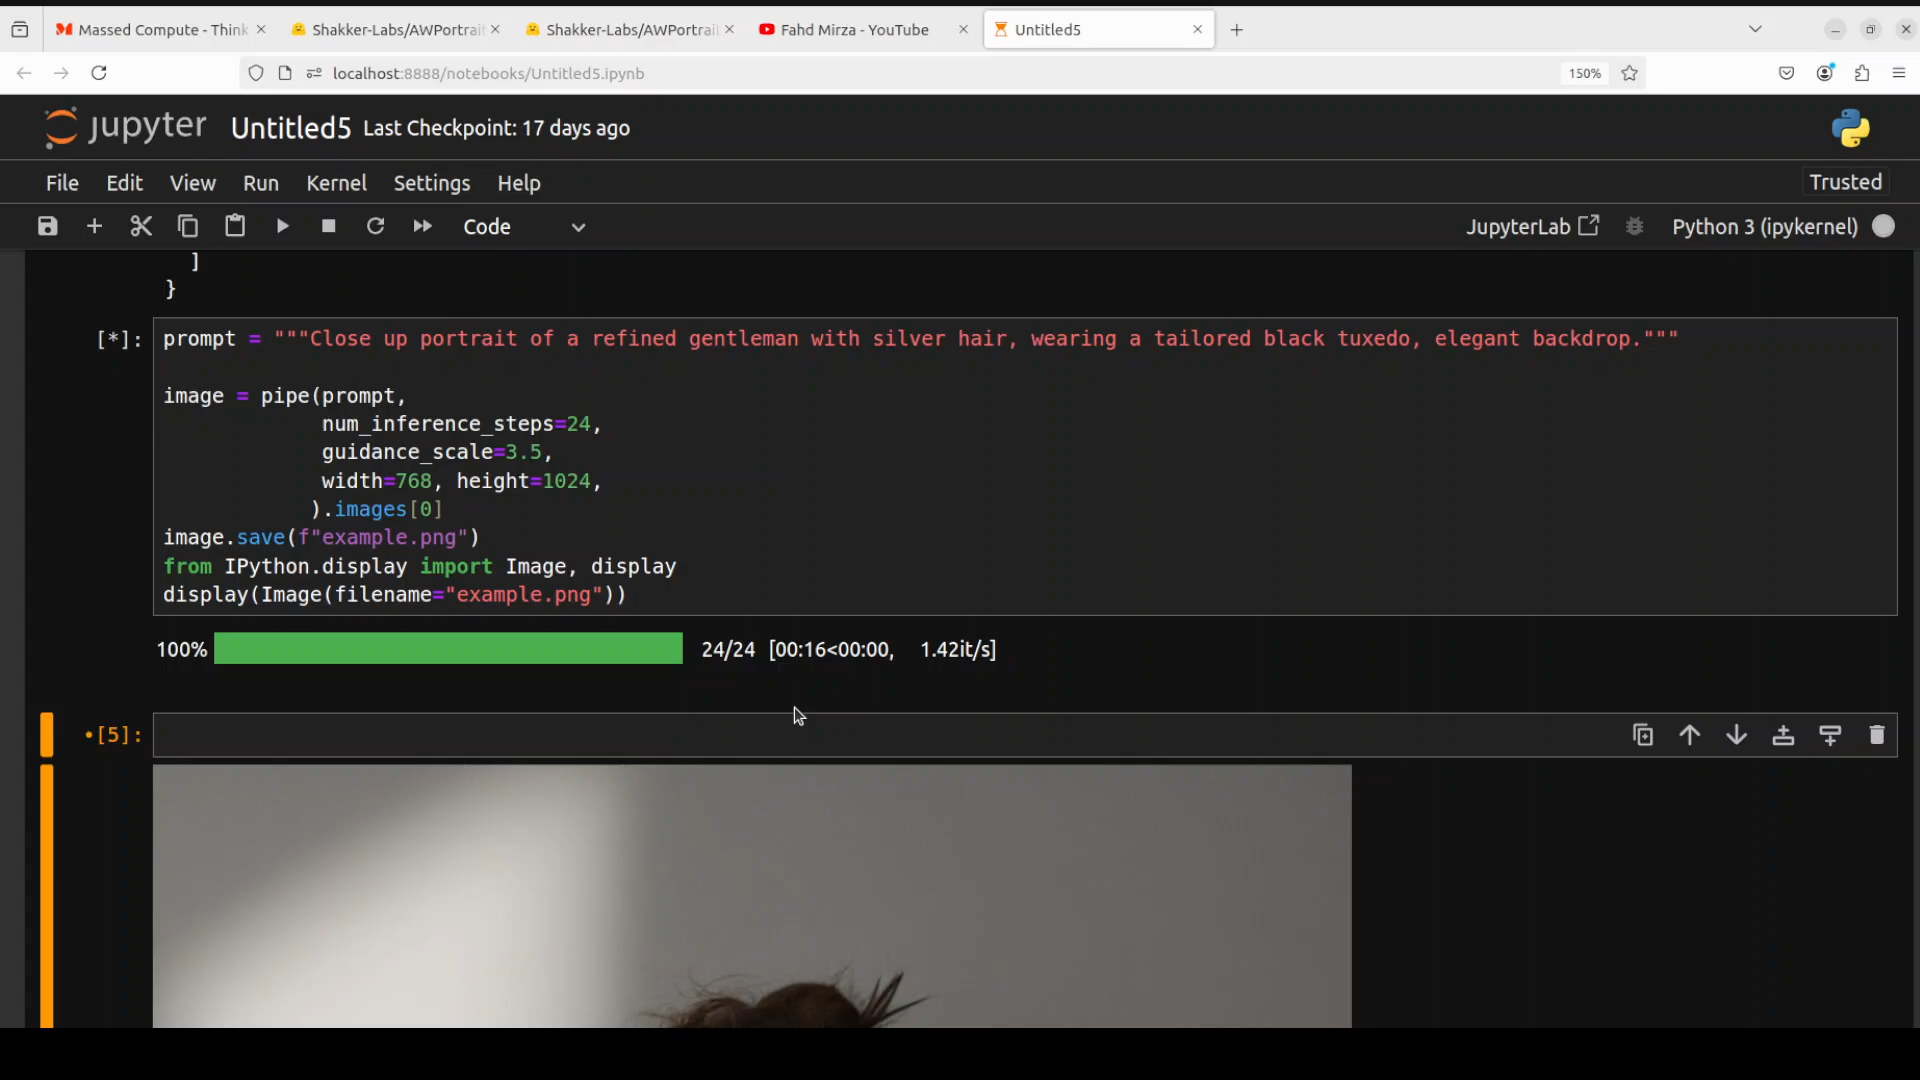 Massed Compute - Think
Shakker-Labs/AWPortrait
Shakker-Labs/AWPortrait
Fahd Mirza - YouTube
Untitled5
localhost:8888/notebooks/Untitled5.ipynb
150%
jupyter
Untitled5
Last Checkpoint: 17 days ago
File Edit View Run Kernel Settings Help
Trusted
Code
JupyterLab
Python 3 (ipykernel)
]
}
[*]:
prompt = """Close up portrait of a refined gentleman with silver hair, wearing a tailored black tuxedo, elegant backdrop."""
image = pipe(prompt,
num_inference_steps=24,
guidance_scale=3.5,
width=768, height=1024,
).images[0]
image.save(f"example.png")
from IPython.display import Image, display
display(Image(filename="example.png"))
100%
24/24 [00:16<00:00, 1.42it/s]
•[5]: